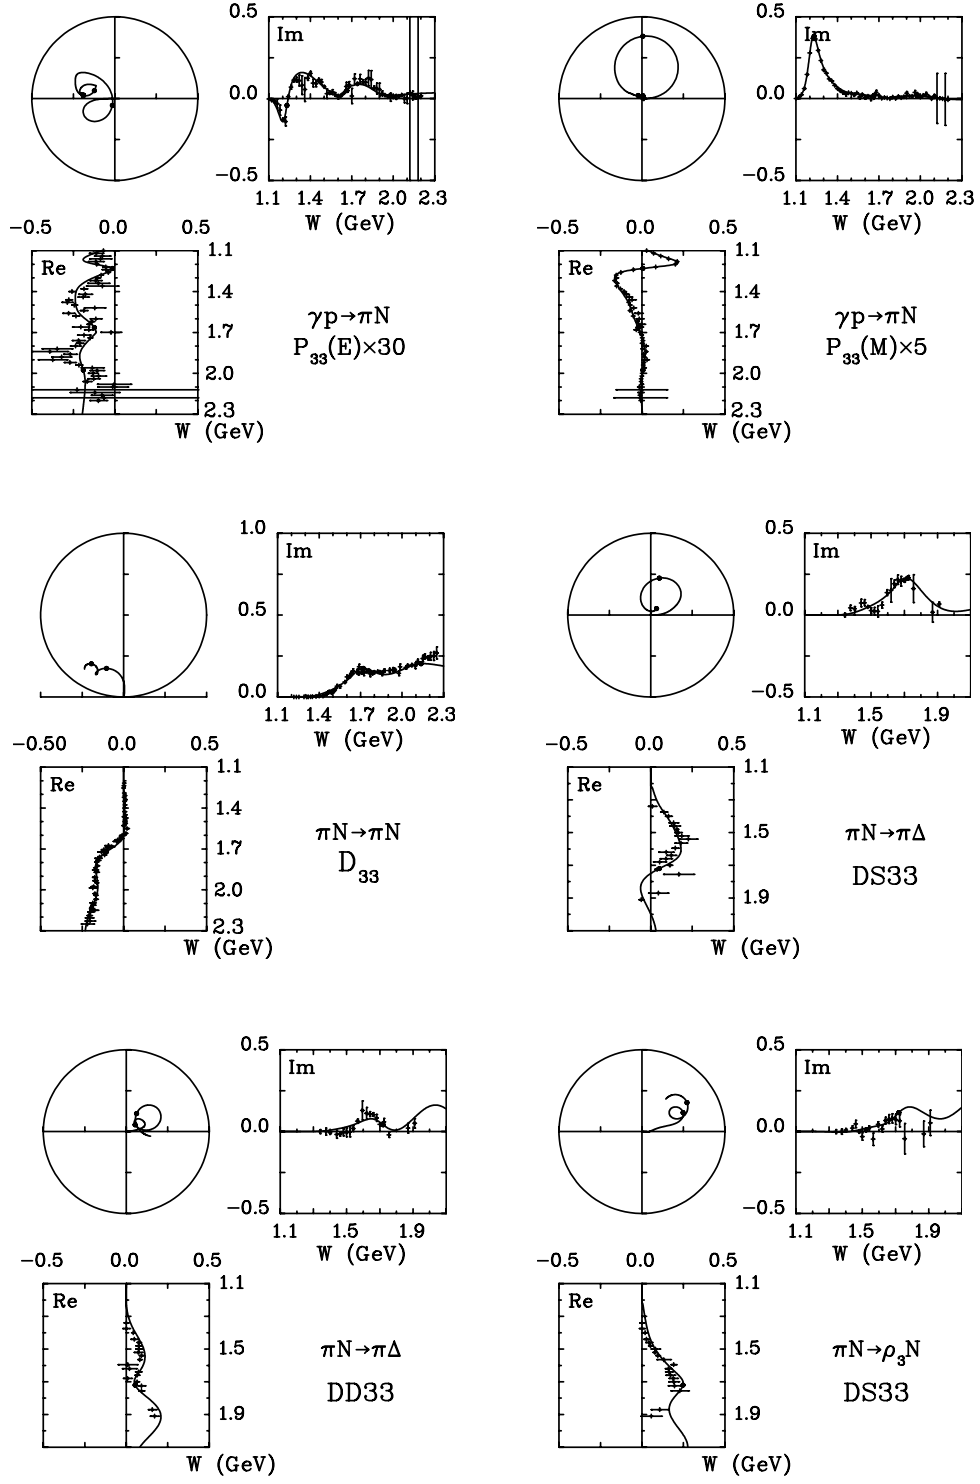 0.5
Im
0.0
−0.5
1.1 1.4 1.7 2.0 2.3
W (GeV)
−0.5 0.0 0.5
Re
1.1
1.4
1.7
2.0
2.3
W (GeV)
γp→πN
P33(E)×30
0.5
Im
0.0
−0.5
1.1 1.4 1.7 2.0 2.3
W (GeV)
−0.5 0.0 0.5
Re
1.1
1.4
1.7
2.0
2.3
W (GeV)
γp→πN
P33(M)×5
1.0
Im
0.5
0.0
1.1 1.4 1.7 2.0 2.3
W (GeV)
−0.50 0.0 0.5
Re
1.1
1.4
1.7
2.0
2.3
W (GeV)
πN→πN
D33
0.5
Im
0.0
−0.5
1.1 1.5 1.9
W (GeV)
−0.5 0.0 0.5
Re
1.1
1.5
1.9
W (GeV)
πN→πΔ
DS33
0.5
Im
0.0
−0.5
1.1 1.5 1.9
W (GeV)
−0.5 0.0 0.5
Re
1.1
1.5
1.9
W (GeV)
πN→πΔ
DD33
0.5
Im
0.0
−0.5
1.1 1.5 1.9
W (GeV)
−0.5 0.0 0.5
Re
1.1
1.5
1.9
W (GeV)
πN→ρ3N
DS33